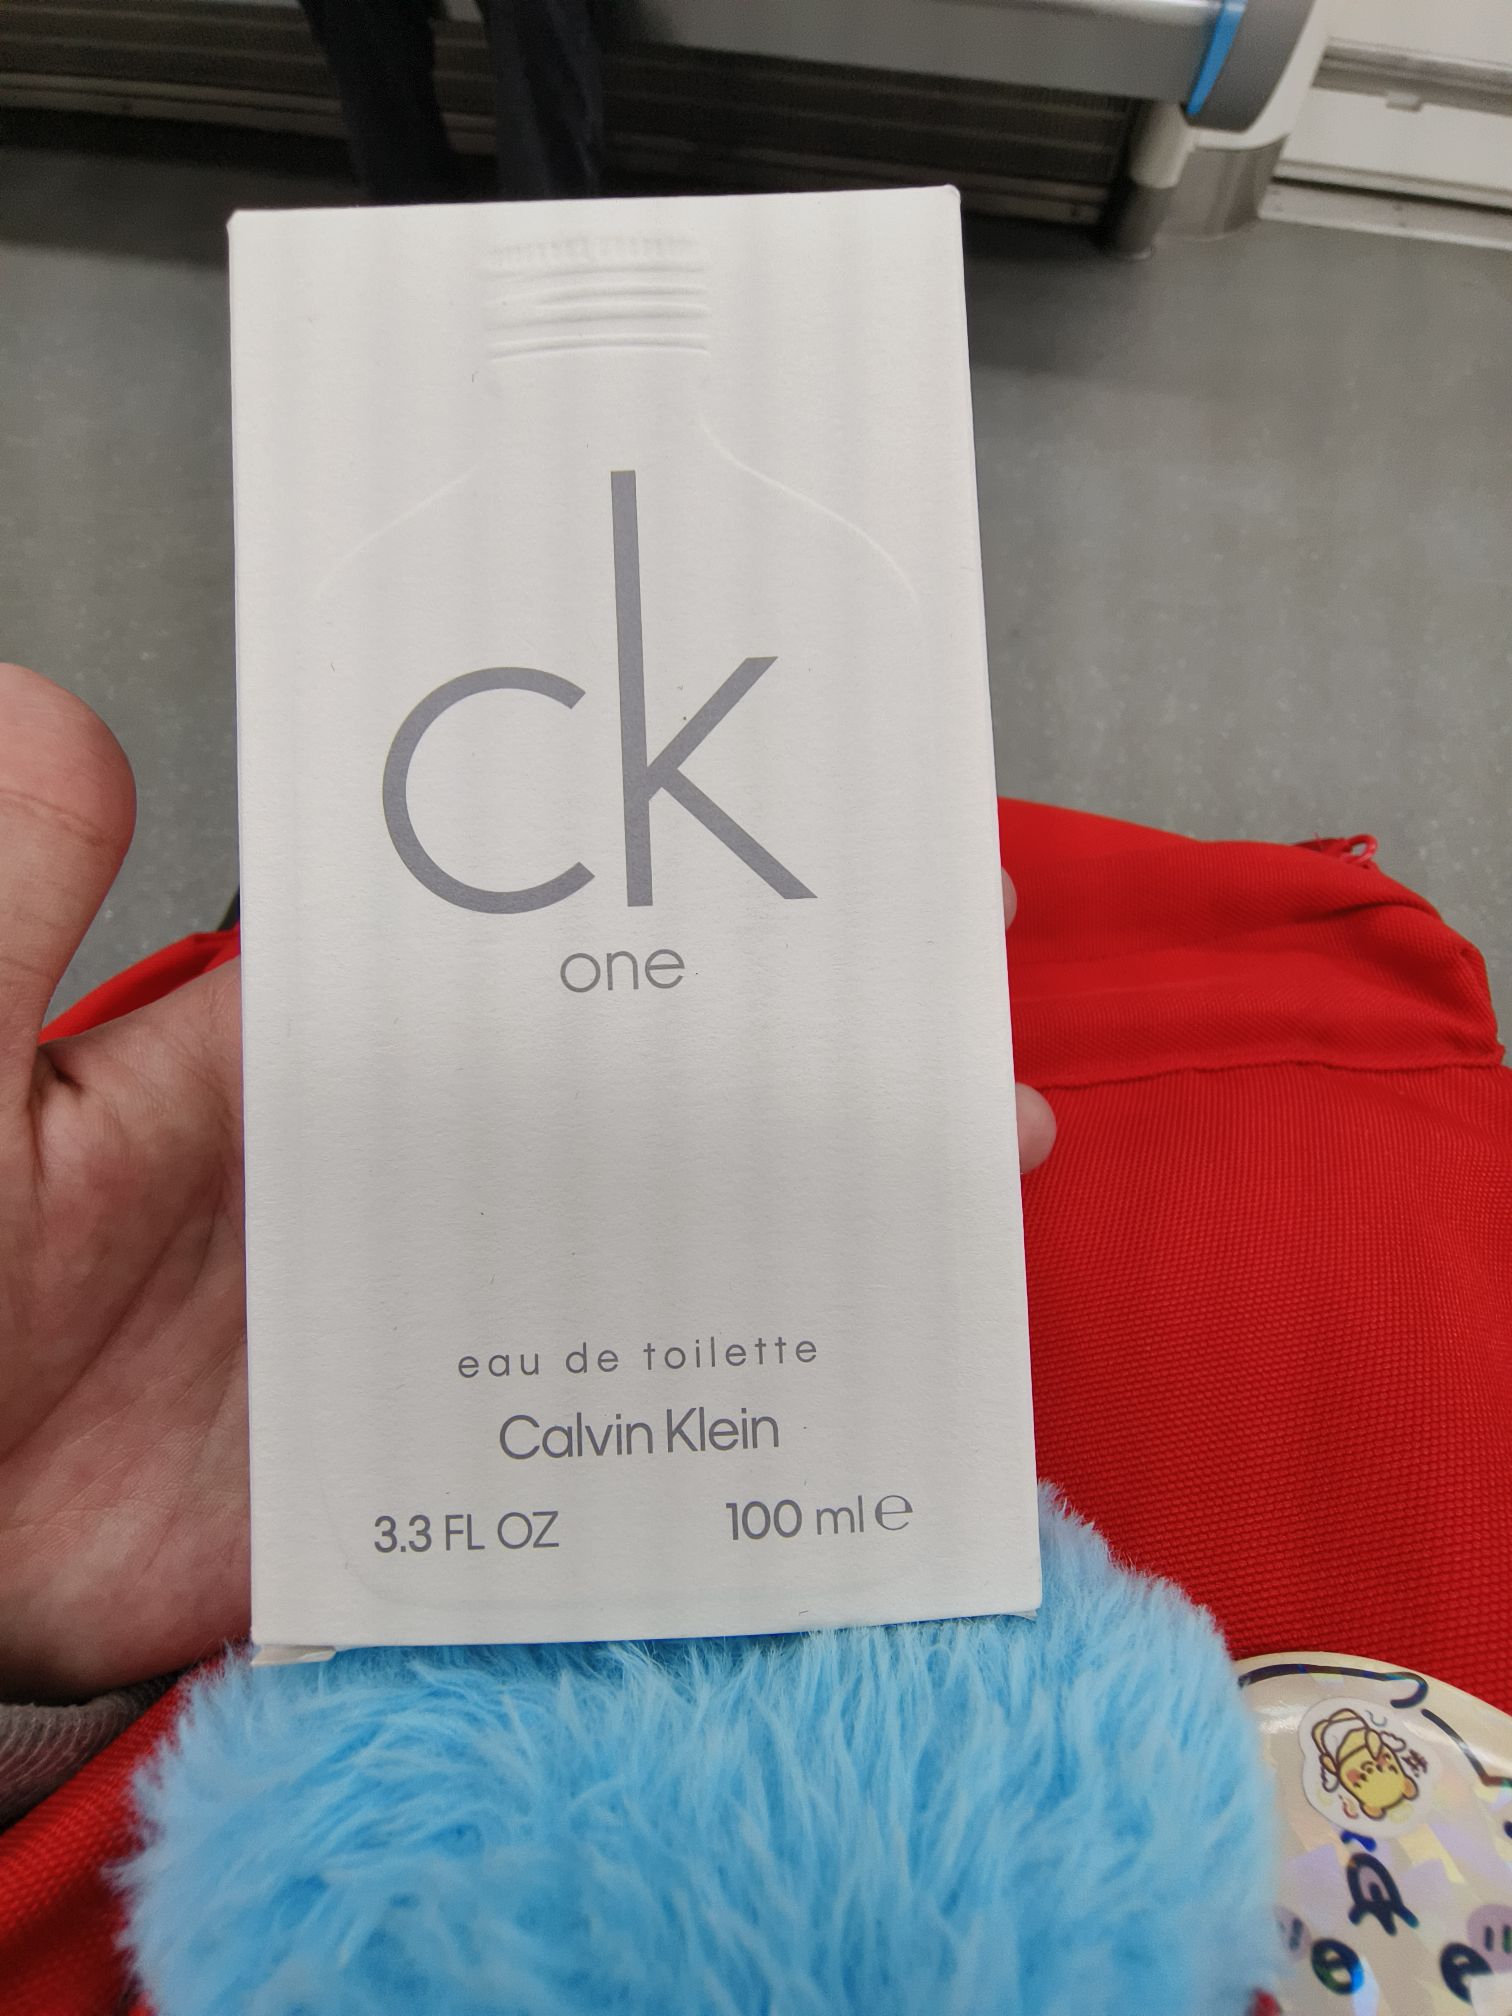 ck
one
eau de toilette
Calvin Klein
3.3 FL OZ 100 ml ℮